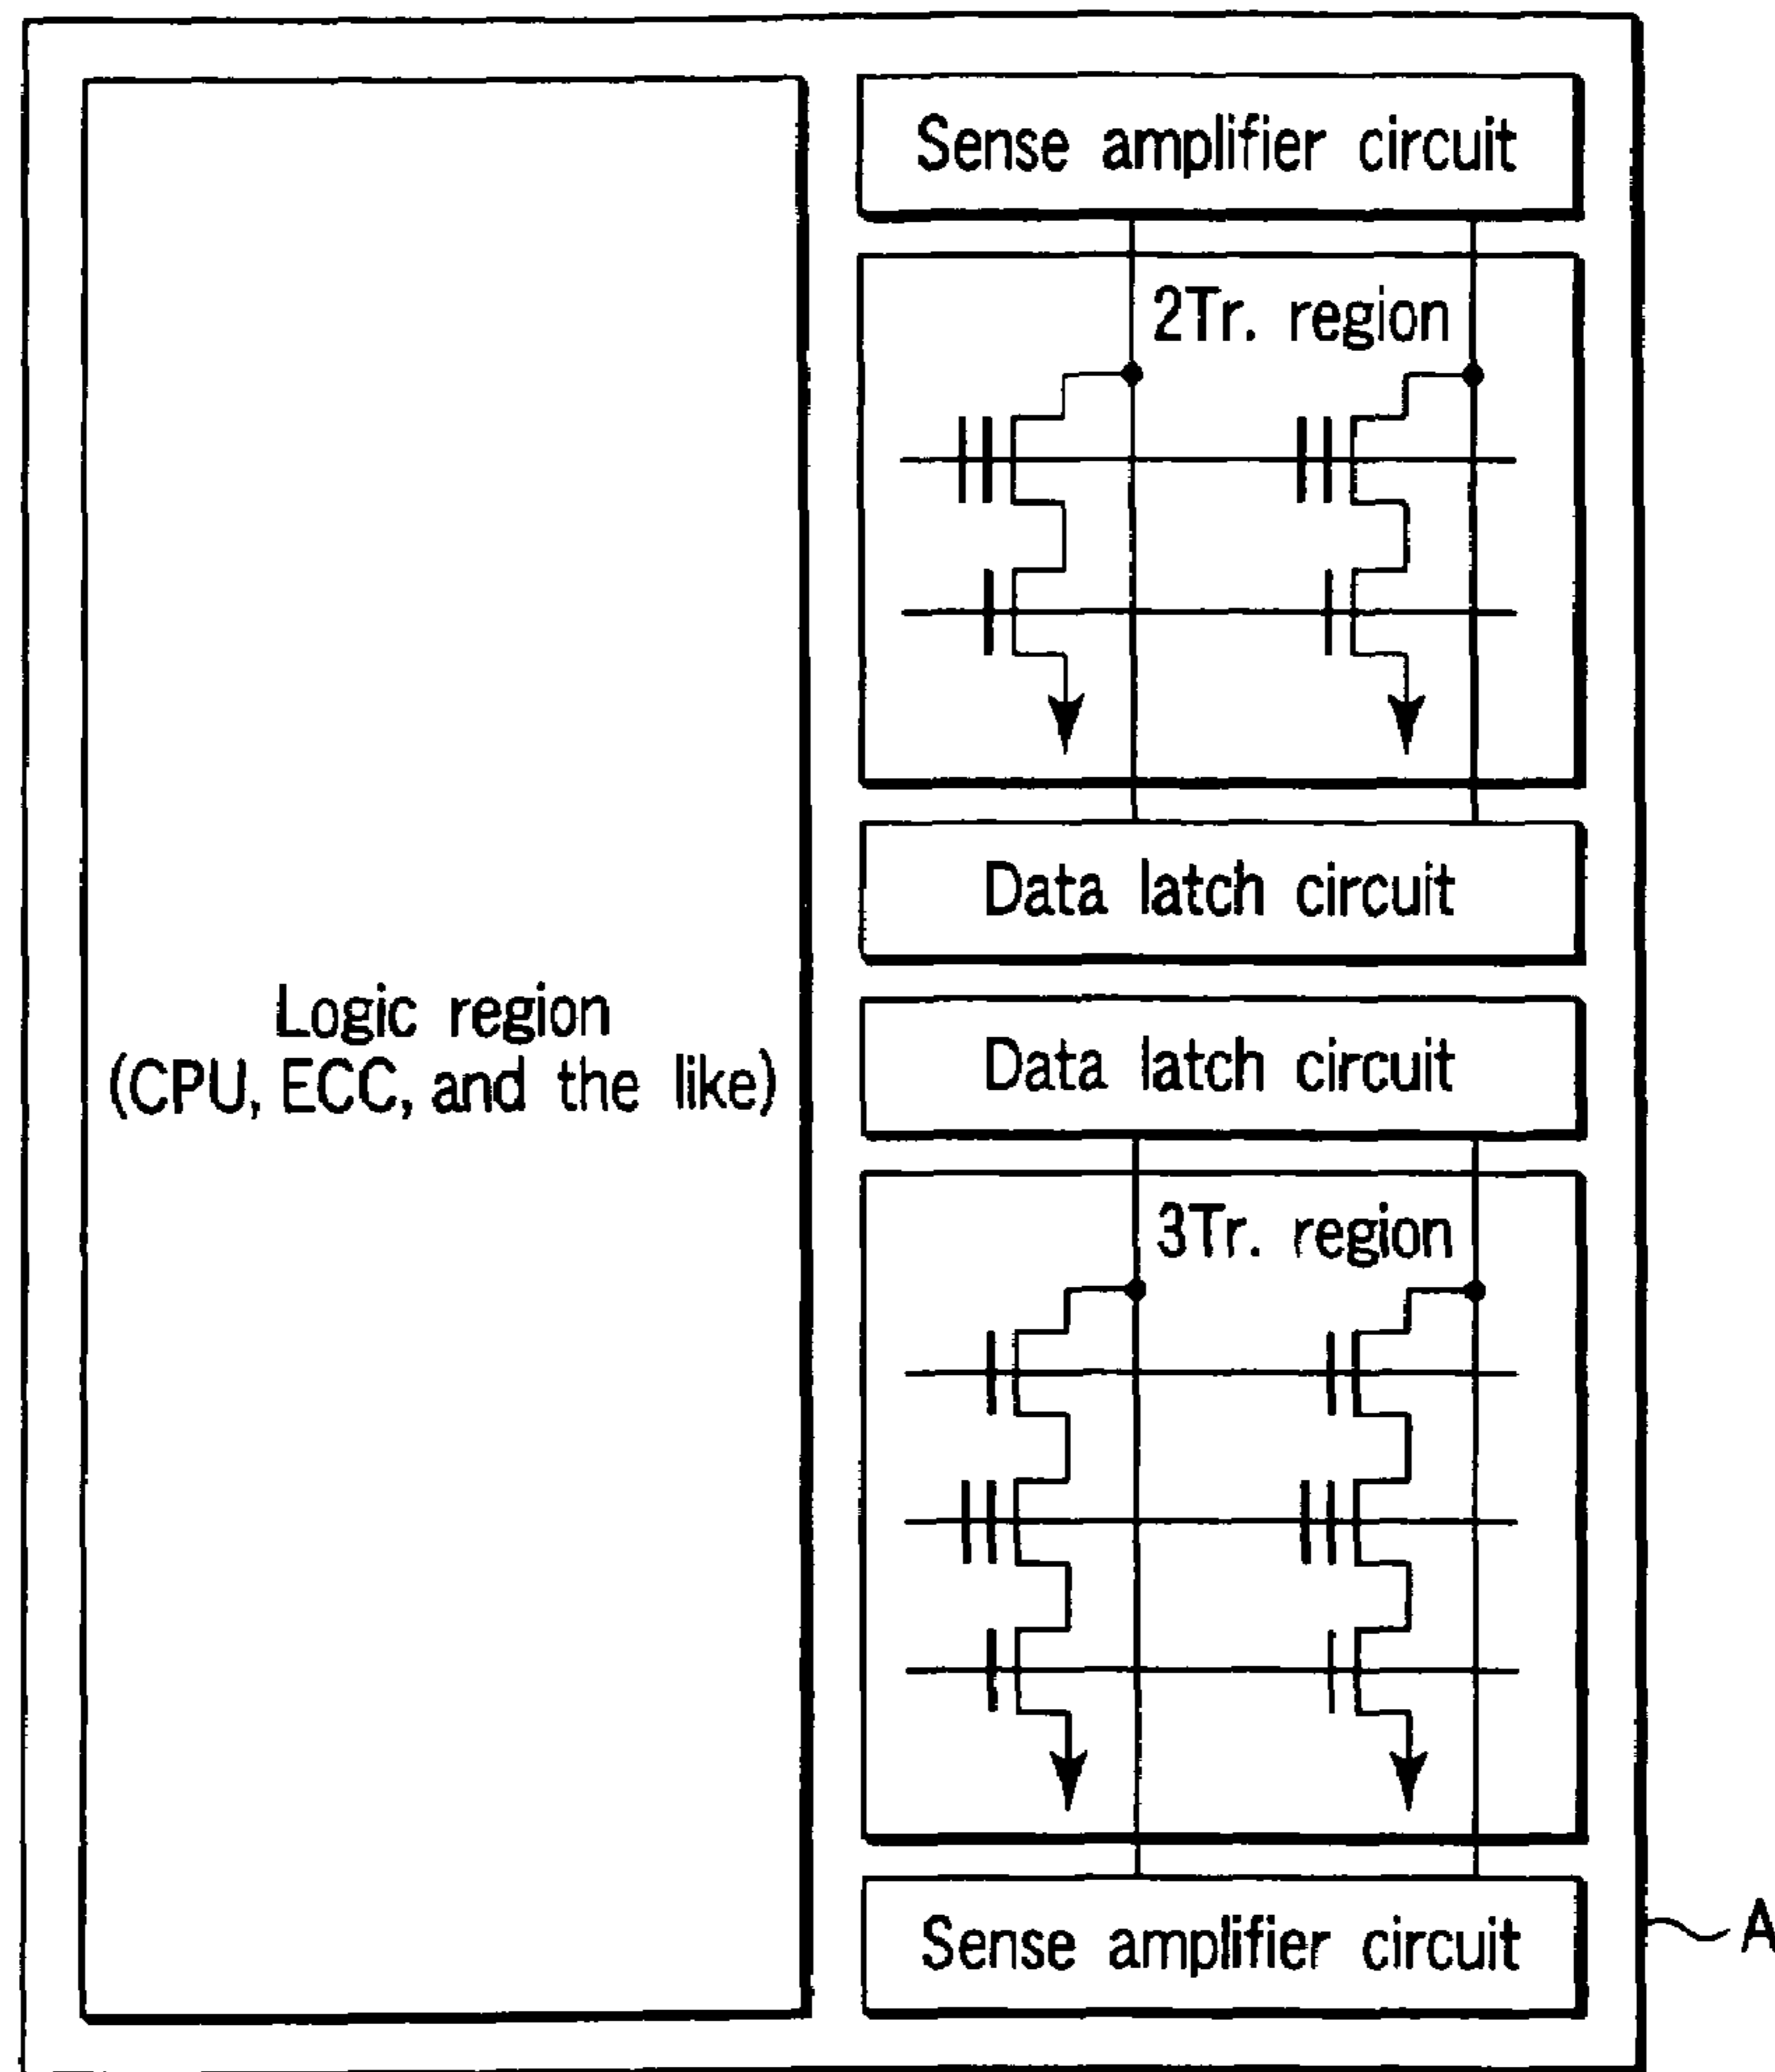 Sense amplifier circuit
2Tr. region
Data latch circuit
Logic region
(CPU, ECC, and the like)
Data latch circuit
3Tr. region
Sense amplifier circuit
A